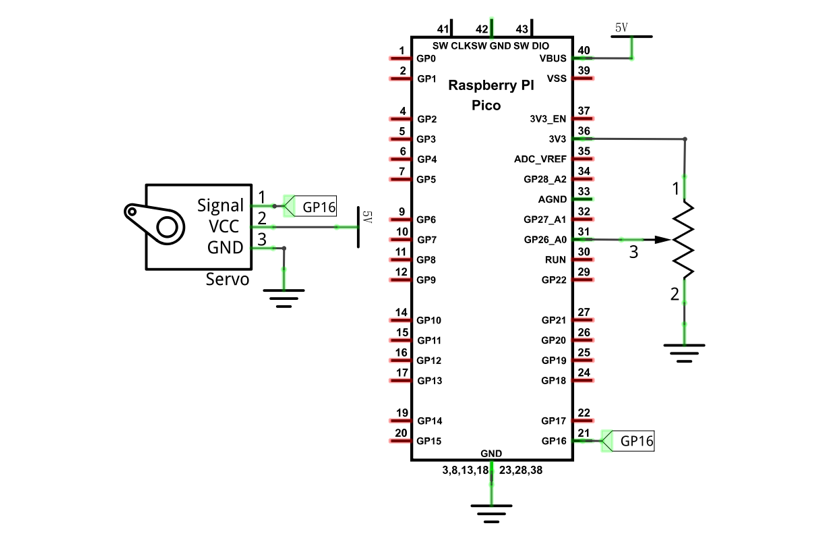 41 42 43
SW CLK SW GND SW DIO
Raspberry PI
Pico
1 GP0
2 GP1
4 GP2
5 GP3
6 GP4
7 GP5
9 GP6
10 GP7
11 GP8
12 GP9
14 GP10
15 GP11
16 GP12
17 GP13
19 GP14
20 GP15
VBUS 40
VSS 39
3V3_EN 37
3V3 36
ADC_VREF 35
GP28_A2 34
AGND 33
GP27_A1 32
GP26_A0 31
RUN 30
GP22 29
GP21 27
GP20 26
GP19 25
GP18 24
GP17 22
GP16 21
GND
3,8,13,18 23,28,38
5V
GP16
1
3
2
Signal 1
VCC 2
GND 3
Servo
GP16
5V